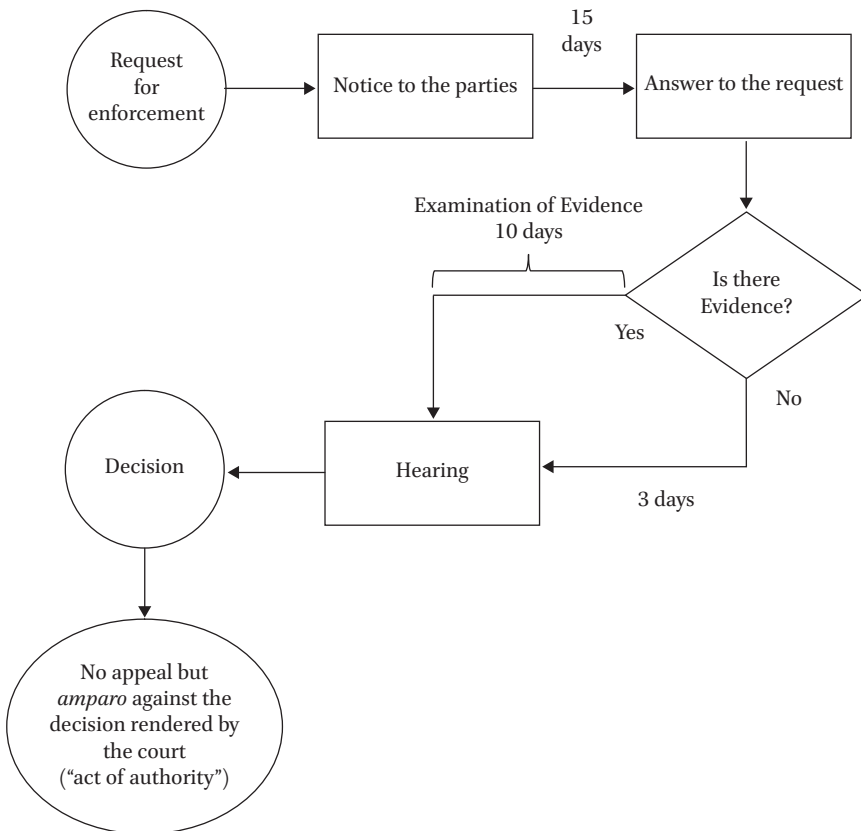 15
days
Request
for
enforcement
Notice to the parties
Answer to the request
Examination of Evidence
10 days
Is there
Evidence?
Yes
No
Decision
Hearing
3 days
No appeal but
amparo against the
decision rendered by
the court
(“act of authority”)